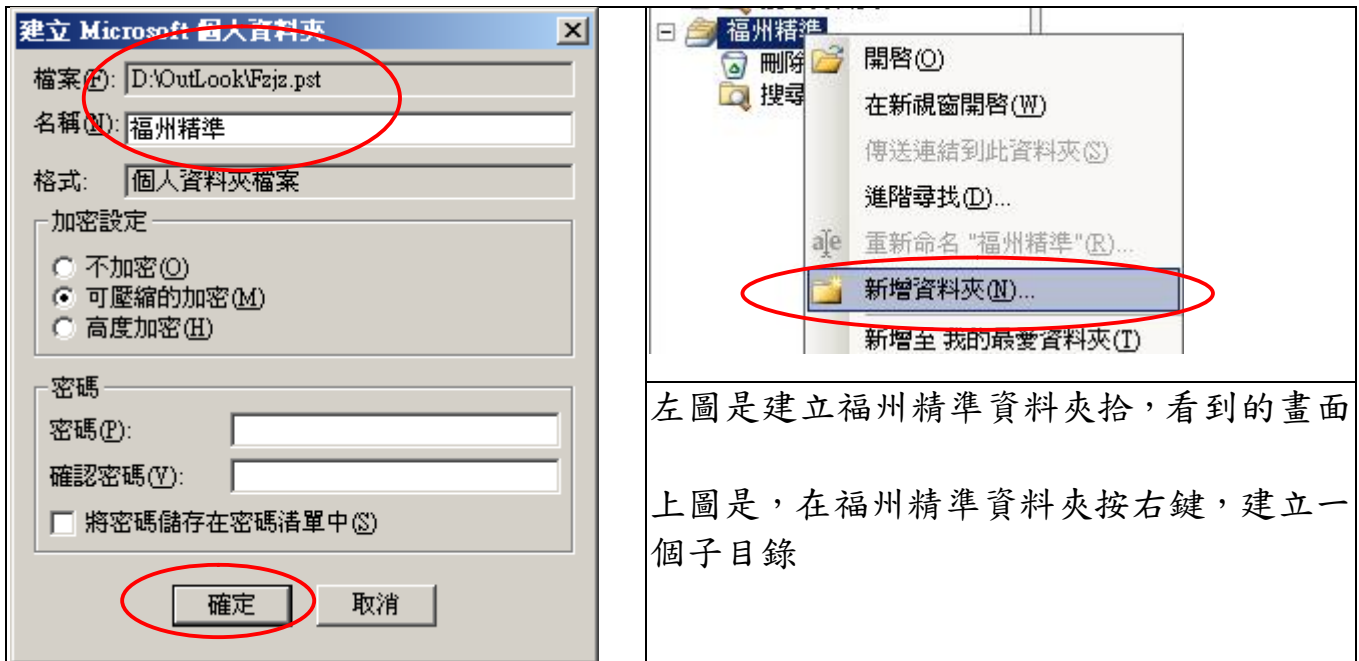 建立 Microsoft 個人資料夾
檔案(F): D:\OutLook\Fzjz.pst
名稱(N): 福州精準
格式: 個人資料夾檔案
加密設定
不加密(O)
可壓縮的加密(M)
高度加密(H)
密碼
密碼(P):
確認密碼(V):
將密碼儲存在密碼清單中(S)
確定 取消
福州精準
刪除
搜尋
開啓(O)
在新視窗開啓(W)
傳送連結到此資料夾(S)
進階尋找(D)...
重新命名 "福州精準"(R)...
新增資料夾(N)...
新增至 我的最愛資料夾(T)
左圖是建立福州精準資料夾拾，看到的畫面
上圖是，在福州精準資料夾按右鍵，建立一
個子目錄